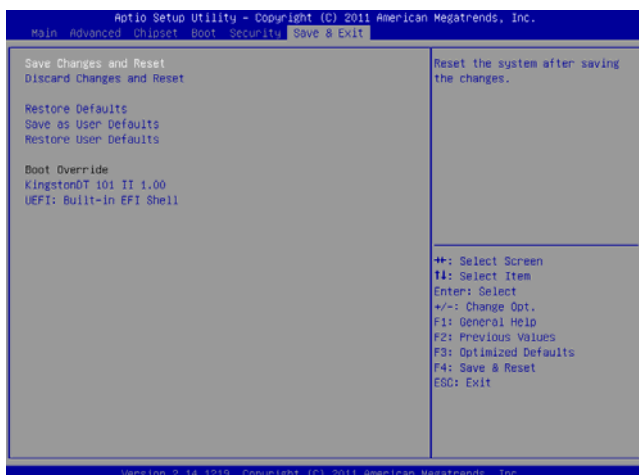 Aptio Setup Utility – Copyright (C) 2011 American Megatrends, Inc.
Main Advanced Chipset Boot Security Save & Exit
Save Changes and Reset
Discard Changes and Reset
Restore Defaults
Save as User Defaults
Restore User Defaults
Boot Override
KingstonDT 101 II 1.00
UEFI: Built-in EFI Shell
Reset the system after saving
the changes.
→←: Select Screen
↑↓: Select Item
Enter: Select
+/-: Change Opt.
F1: General Help
F2: Previous Values
F3: Optimized Defaults
F4: Save & Reset
ESC: Exit
Version 2.14.1219. Copyright (C) 2011 American Megatrends, Inc.